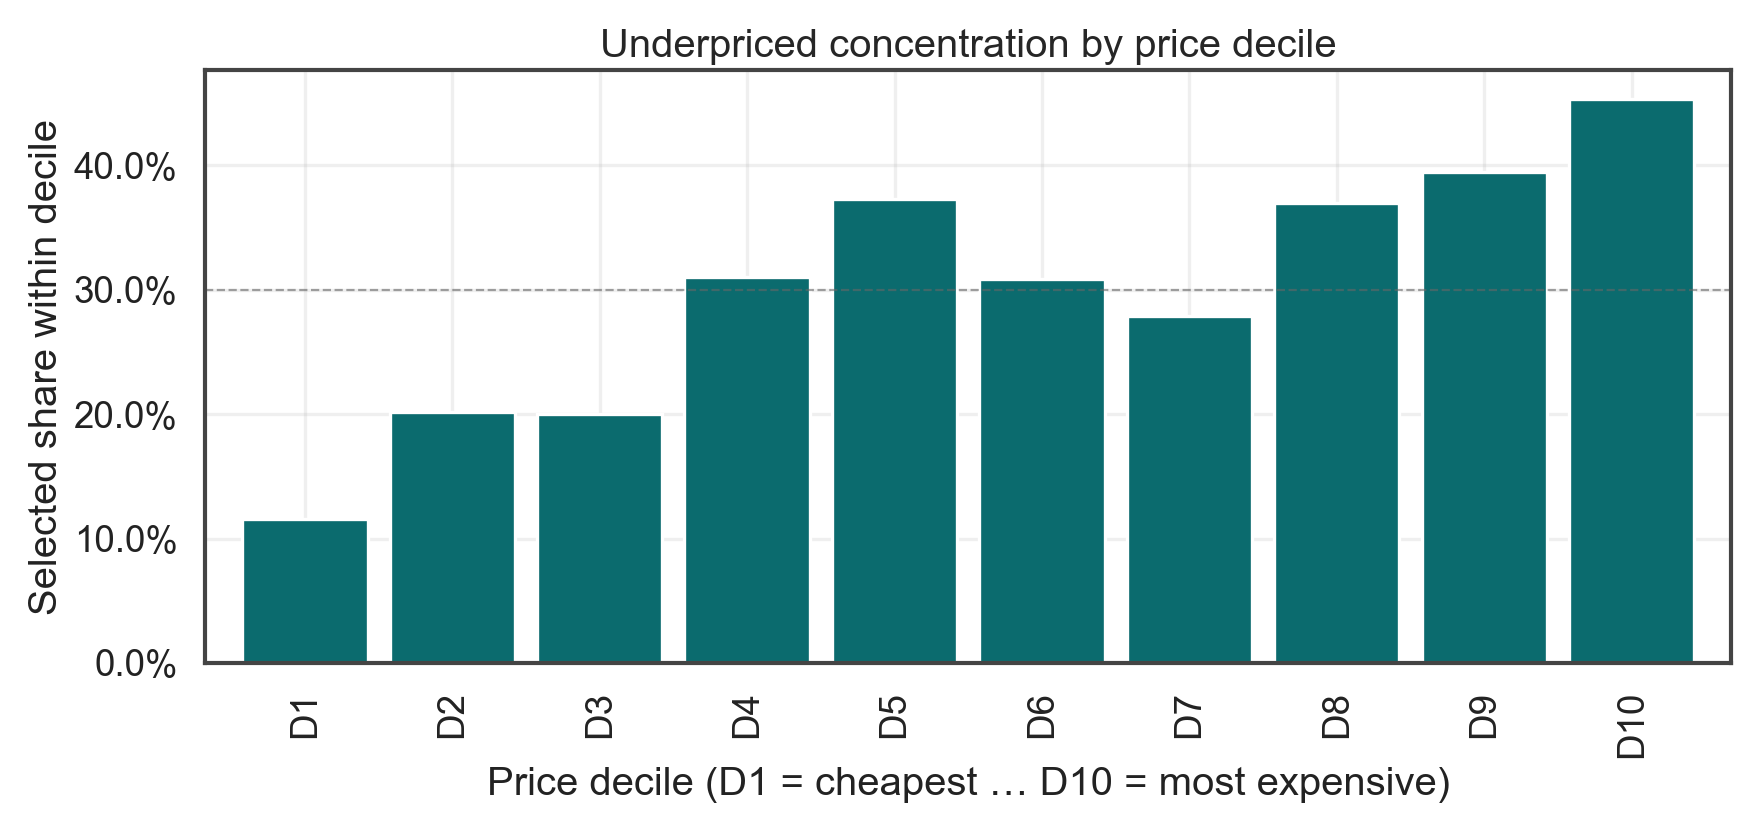 Underpriced concentration by price decile
Selected share within decile
40.0%
30.0%
20.0%
10.0%
0.0%
D1
D2
D3
D4
D5
D6
D7
D8
D9
D10
Price decile (D1 = cheapest … D10 = most expensive)